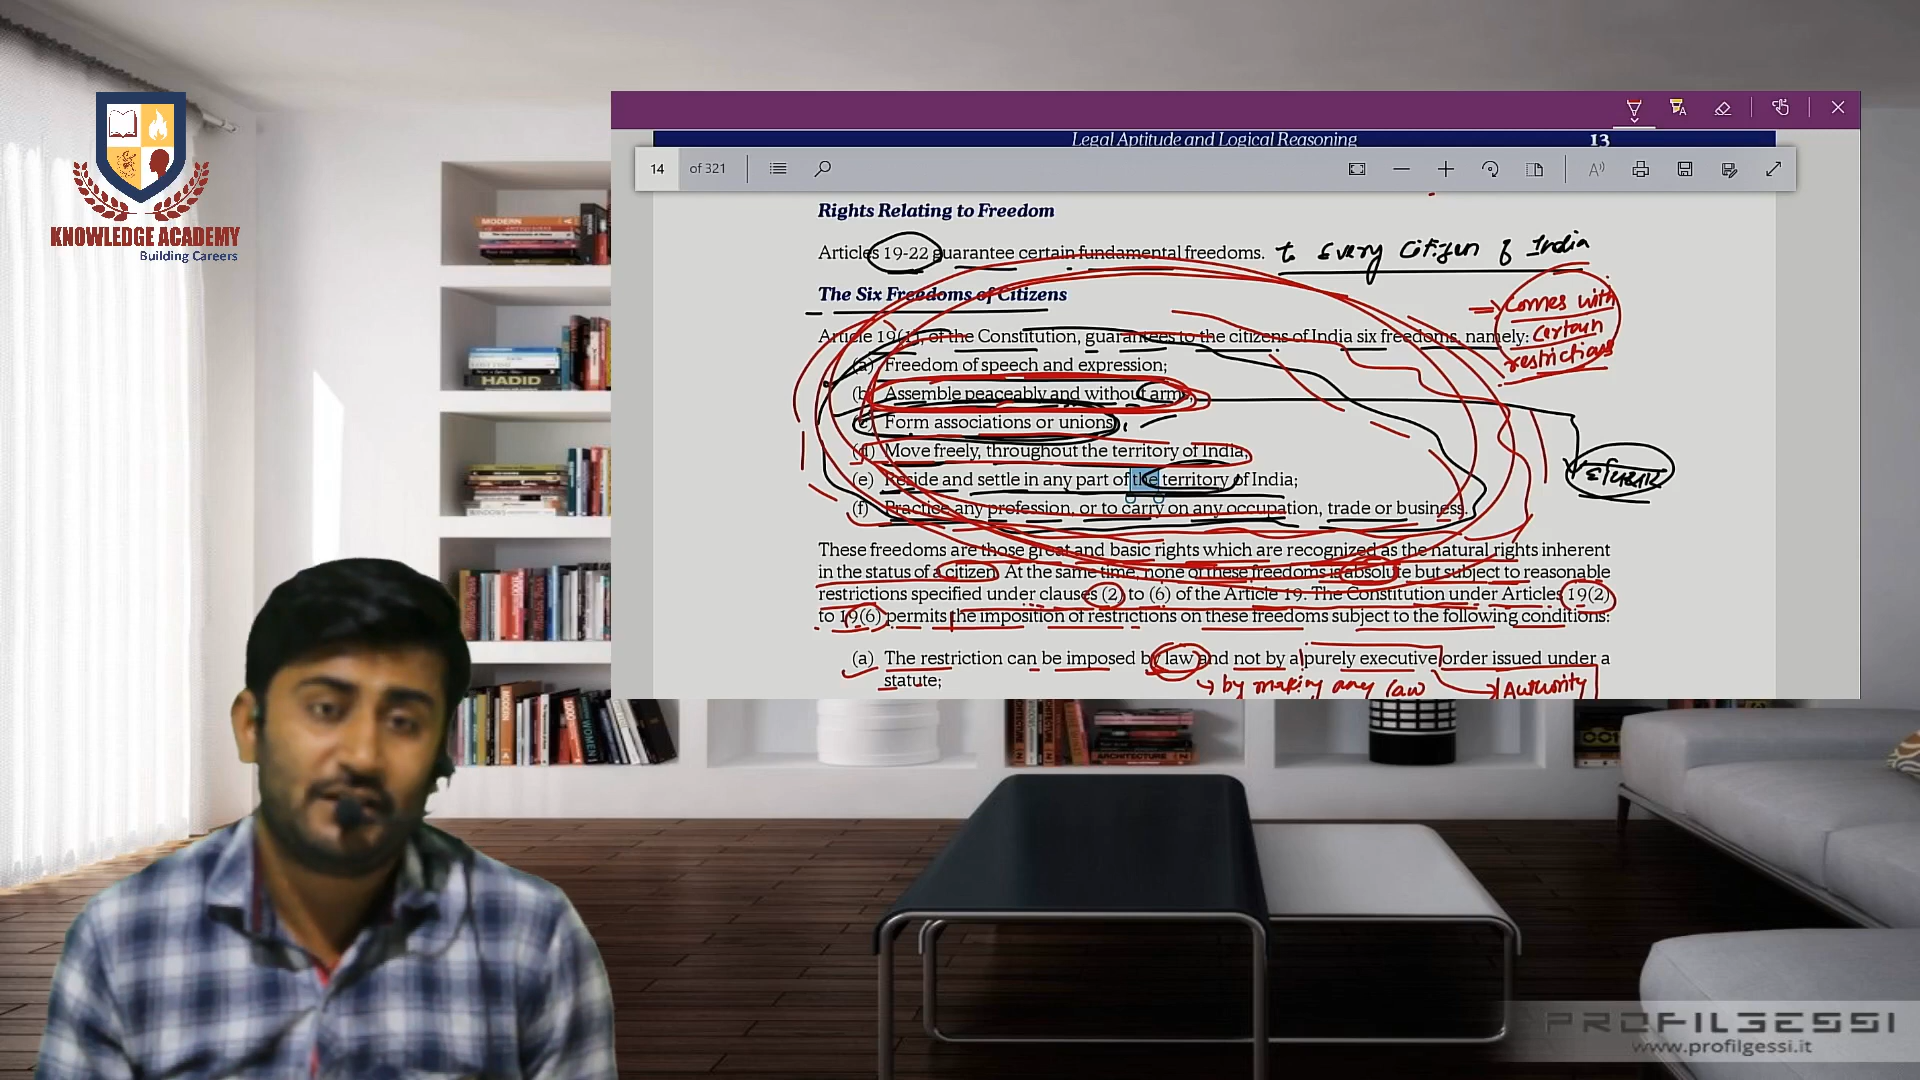 KNOWLEDGE ACADEMY
Building Careers
Legal Aptitude and Logical Reasoning 13
14 of 321
Rights Relating to Freedom
Articles 19-22 guarantee certain fundamental freedoms. to Every Citizen of India
The Six Freedoms of Citizens
=> Comes with
certain
restrictions
Article 19(1), of the Constitution, guarantees to the citizens of India six freedoms, namely:
(a) Freedom of speech and expression;
(b) Assemble peaceably and without arms;
(c) Form associations or unions;
(d) Move freely, throughout the territory of India;
(e) Reside and settle in any part of the territory of India;
(f) Practice any profession, or to carry on any occupation, trade or business.
These freedoms are those great and basic rights which are recognized as the natural rights inherent
in the status of a citizen. At the same time, none of these freedoms is absolute but subject to reasonable
restrictions specified under clauses (2) to (6) of the Article 19. The Constitution under Articles 19(2)
to 19(6) permits the imposition of restrictions on these freedoms subject to the following conditions:
(a) The restriction can be imposed by law and not by a purely executive order issued under a
statute;
by making any law
Authority
MODERN
HADID
WINDOWS
MODERN
1000
WOMEN
ARCHITECTURE
001
PROFILGESSI
www.profilgessi.it